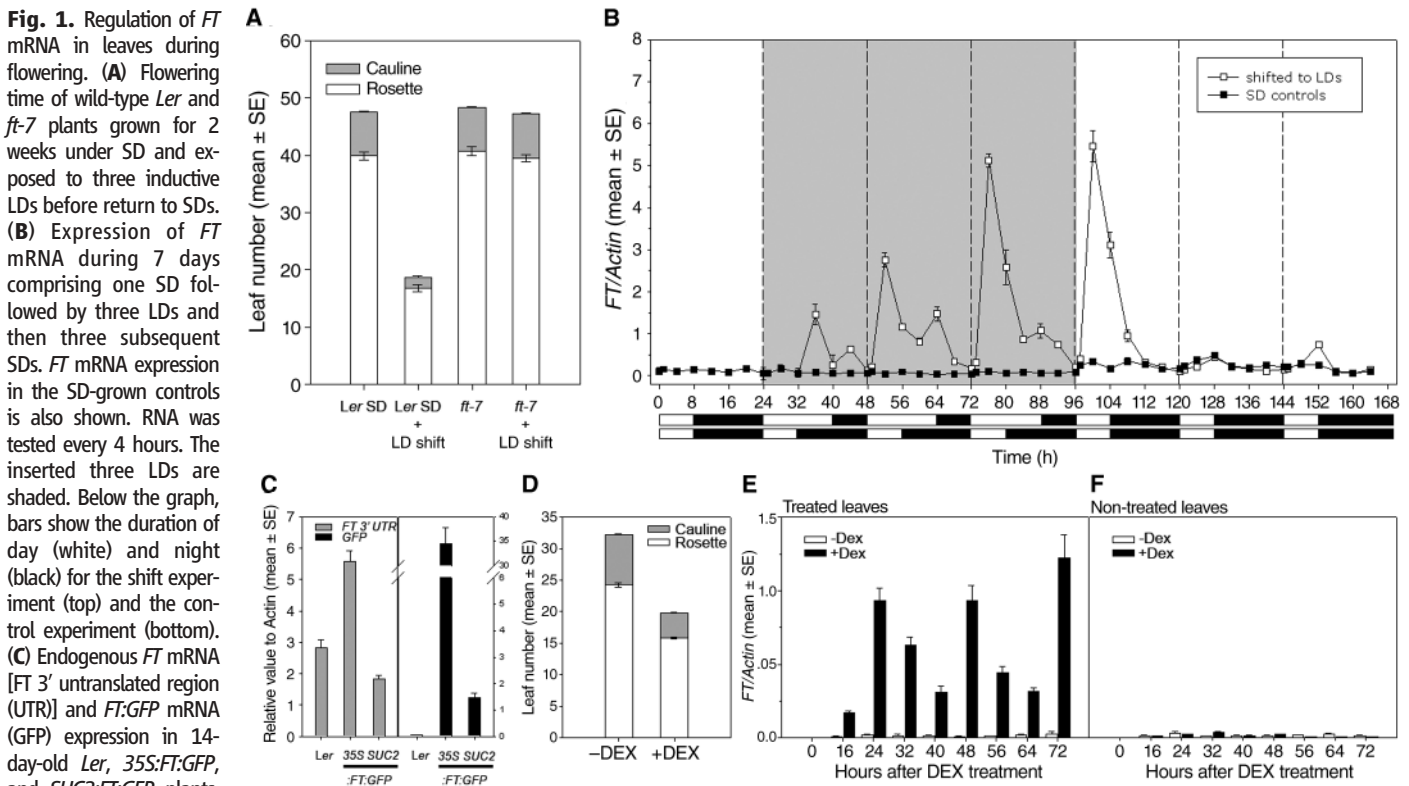 Fig. 1. Regulation of FT
mRNA in leaves during
flowering. (A) Flowering
time of wild-type Ler and
ft-7 plants grown for 2
weeks under SD and ex-
posed to three inductive
LDs before return to SDs.
(B) Expression of FT
mRNA during 7 days
comprising one SD fol-
lowed by three LDs and
then three subsequent
SDs. FT mRNA expression
in the SD-grown controls
is also shown. RNA was
tested every 4 hours. The
inserted three LDs are
shaded. Below the graph,
bars show the duration of
day (white) and night
(black) for the shift exper-
iment (top) and the con-
trol experiment (bottom).
(C) Endogenous FT mRNA
[FT 3′ untranslated region
(UTR)] and FT:GFP mRNA
(GFP) expression in 14-
day-old Ler, 35S:FT:GFP,
and SUC2:FT:GFP plants
A
Leaf number (mean ± SE)
60
50
40
30
20
10
0
Cauline
Rosette
Ler SD
Ler SD
+
LD shift
ft-7
ft-7
+
LD shift
B
FT/Actin (mean ± SE)
8
7
6
5
4
3
2
1
0
shifted to LDs
SD controls
0 8 16 24 32 40 48 56 64 72 80 88 96 104 112 120 128 136 144 152 160 168
Time (h)
C
Relative value to Actin (mean ± SE)
7
6
5
4
3
2
1
0
FT 3' UTR
GFP
40
35
30
6
5
4
3
2
1
0
Ler 35S SUC2 Ler 35S SUC2
:FT:GFP :FT:GFP
D
Leaf number (mean ± SE)
35
30
25
20
15
10
5
0
Cauline
Rosette
–DEX +DEX
E
Treated leaves
FT/Actin (mean ± SE)
1.5
1.0
.05
0.0
-Dex
+Dex
0 16 24 32 40 48 56 64 72
Hours after DEX treatment
F
Non-treated leaves
-Dex
+Dex
0 16 24 32 40 48 56 64 72
Hours after DEX treatment